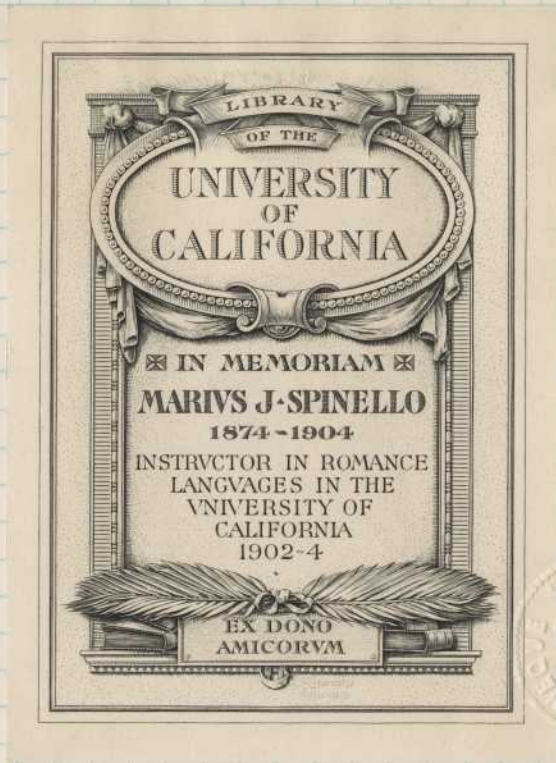 LIBRARY
OF THE
UNIVERSITY
OF
CALIFORNIA
IN MEMORIAM
MARIVS J·SPINELLO
1874-1904
INSTRVCTOR IN ROMANCE
LANGVAGES IN THE
VNIVERSITY OF
CALIFORNIA
1902-4
EX DONO
AMICORVM